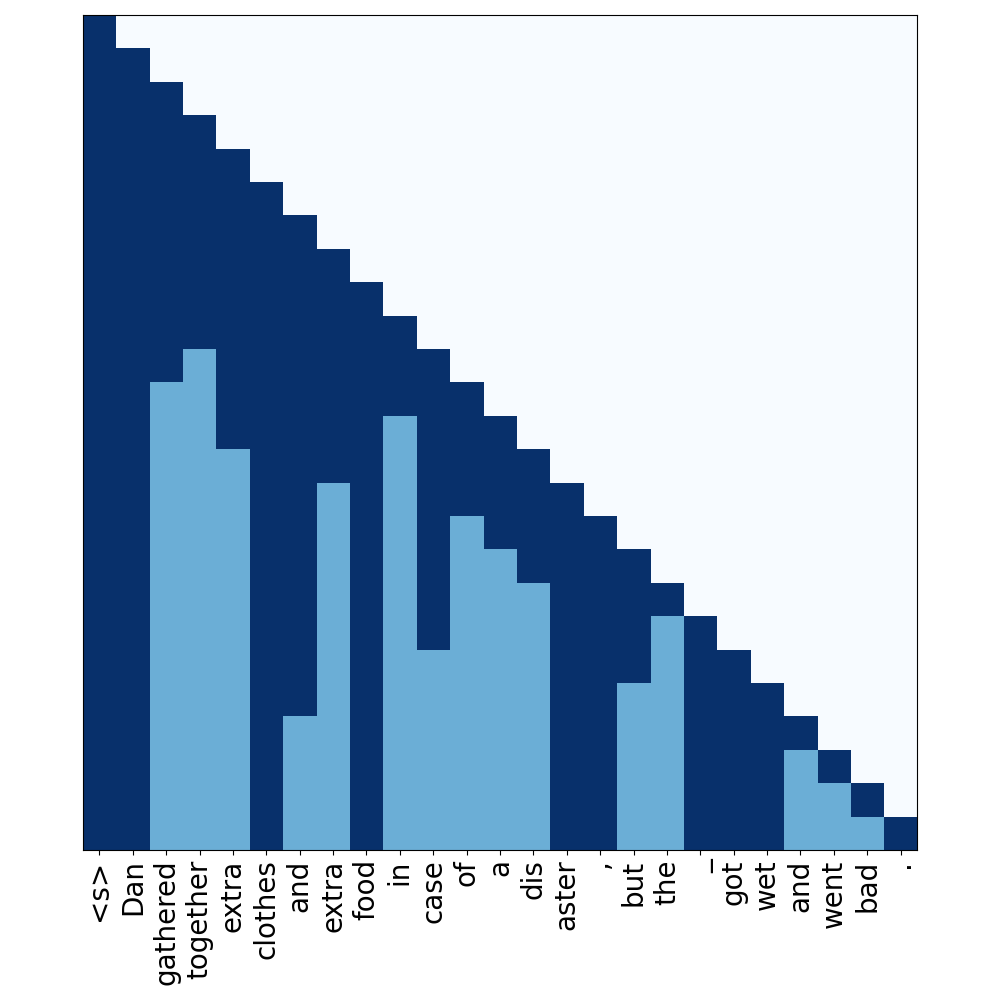 <s> Dan gathered together extra clothes and extra food in case of a dis aster , but the _ got wet and went bad .